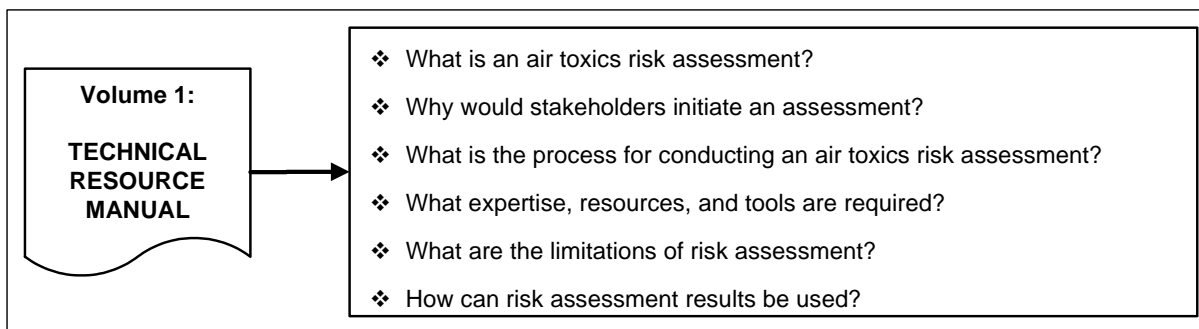 Volume 1:
TECHNICAL
RESOURCE
MANUAL
❖ What is an air toxics risk assessment?
❖ Why would stakeholders initiate an assessment?
❖ What is the process for conducting an air toxics risk assessment?
❖ What expertise, resources, and tools are required?
❖ What are the limitations of risk assessment?
❖ How can risk assessment results be used?